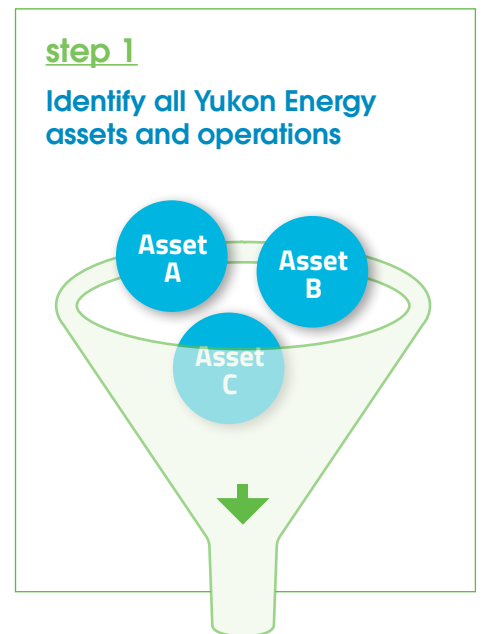 step 1
Identify all Yukon Energy
assets and operations
Asset
A
Asset
B
Asset
C